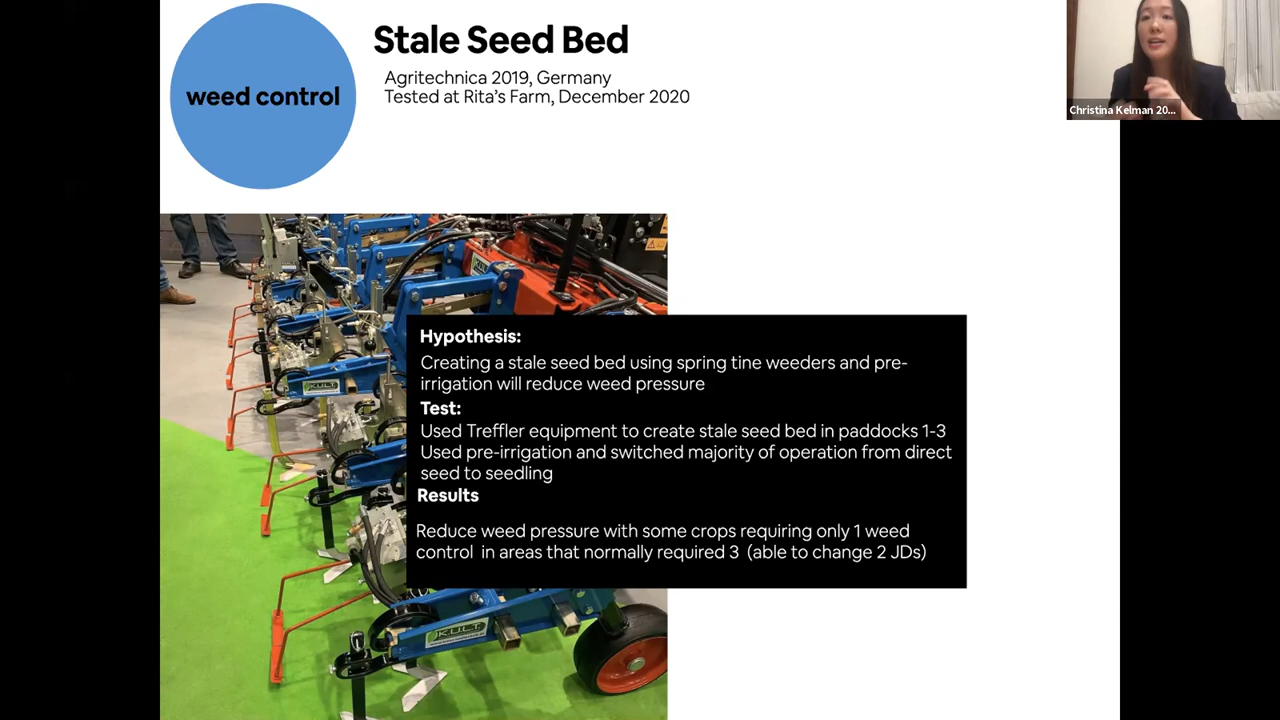 weed control
Stale Seed Bed
Agritechnica 2019, Germany
Tested at Rita's Farm, December 2020
Christina Kelman 20...
Hypothesis:
Creating a stale seed bed using spring tine weeders and pre-
irrigation will reduce weed pressure
Test:
Used Treffler equipment to create stale seed bed in paddocks 1-3
Used pre-irrigation and switched majority of operation from direct
seed to seedling
Results
Reduce weed pressure with some crops requiring only 1 weed
control in areas that normally required 3 (able to change 2 JDs)
KULT
K.U.L.T.
K.U.L.T.